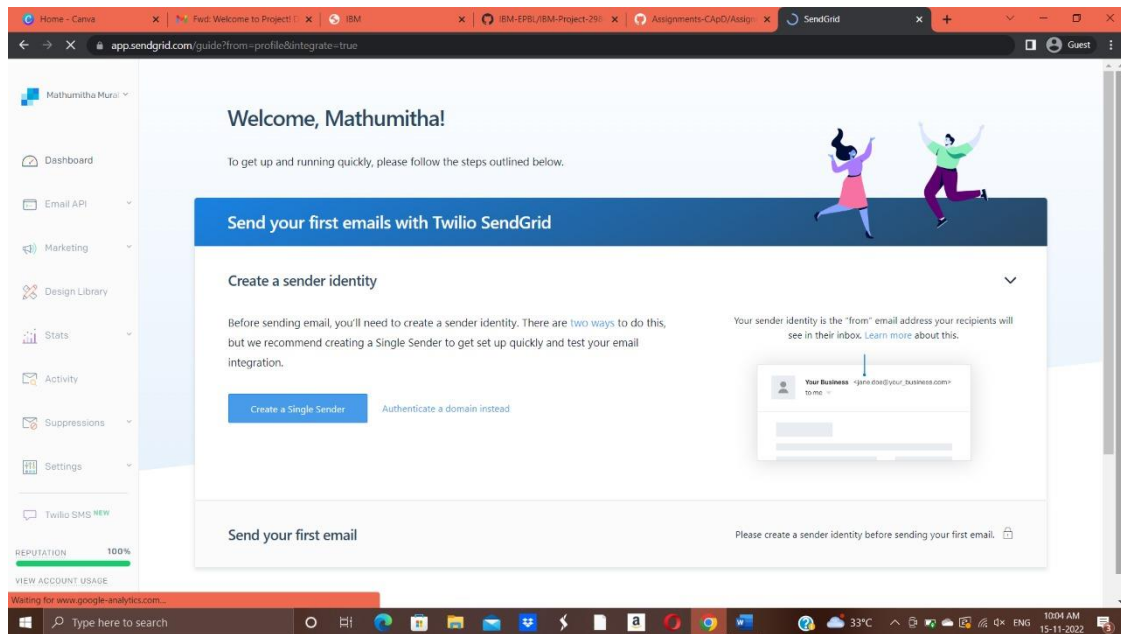 Home - Canva
Fwd: Welcome to Project! D
IBM
IBM-EPBL/IBM-Project-298
Assignments-CApD/Assign
SendGrid
app.sendgrid.com/guide?from=profile&integrate=true
Guest
Mathumitha Mural
Dashboard
Email API
Marketing
Design Library
Stats
Activity
Suppressions
Settings
Twilio SMS NEW
REPUTATION 100%
VIEW ACCOUNT USAGE
Waiting for www.google-analytics.com...
Welcome, Mathumitha!
To get up and running quickly, please follow the steps outlined below.
Send your first emails with Twilio SendGrid
Create a sender identity
Before sending email, you'll need to create a sender identity. There are two ways to do this,
but we recommend creating a Single Sender to get set up quickly and test your email
integration.
Create a Single Sender
Authenticate a domain instead
Your sender identity is the "from" email address your recipients will
see in their inbox. Learn more about this.
Your Business <jane.doe@your_business.com>
to me
Send your first email
Please create a sender identity before sending your first email.
Type here to search
33°C
ENG
10:04 AM
15-11-2022